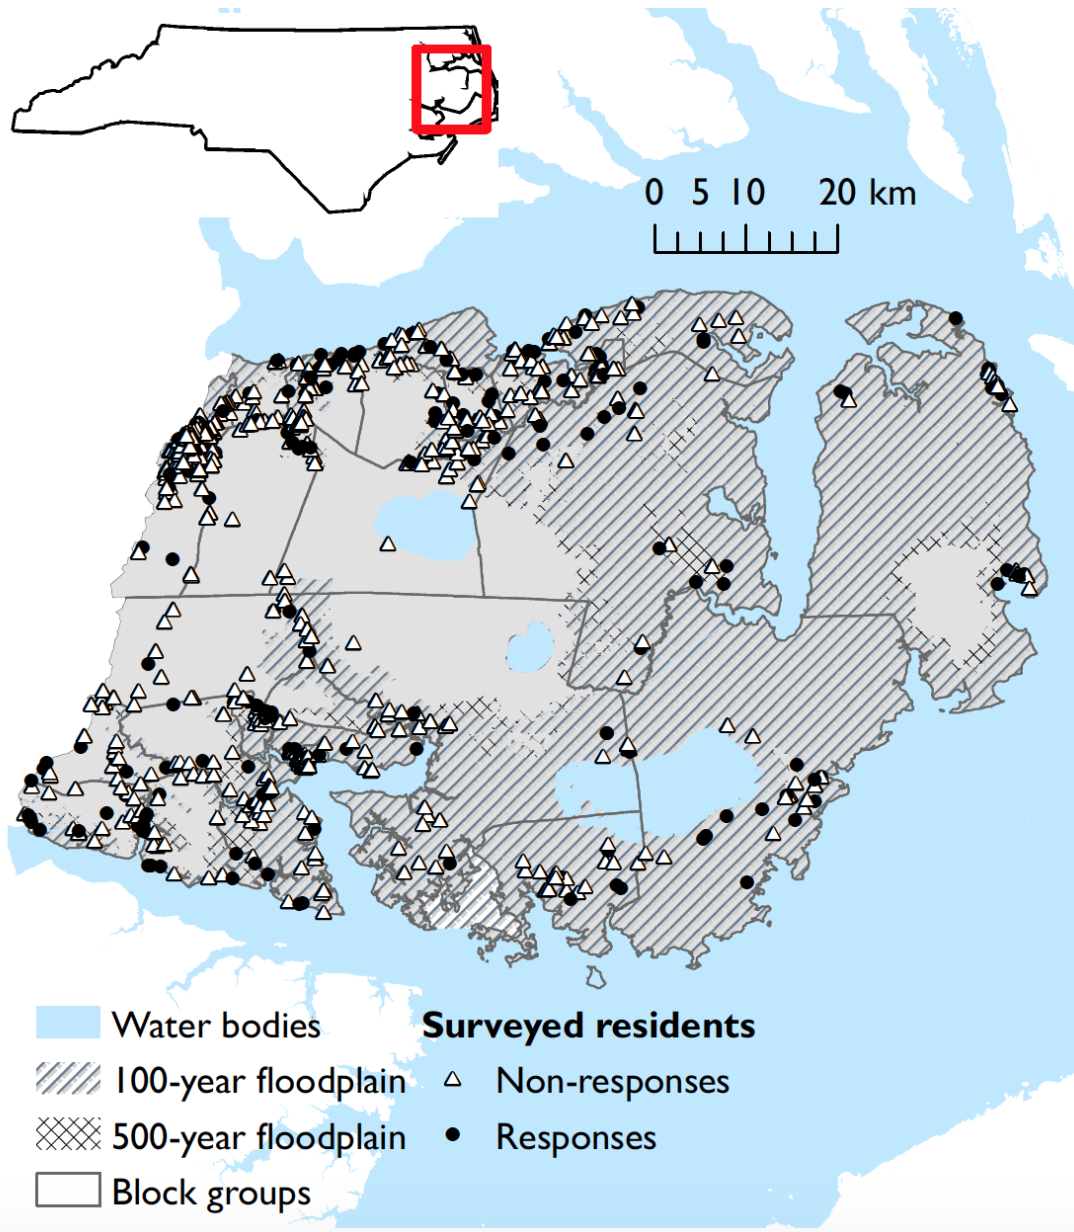 0 5 10 20 km
Water bodies
Surveyed residents
100-year floodplain
Non-responses
500-year floodplain
Responses
Block groups